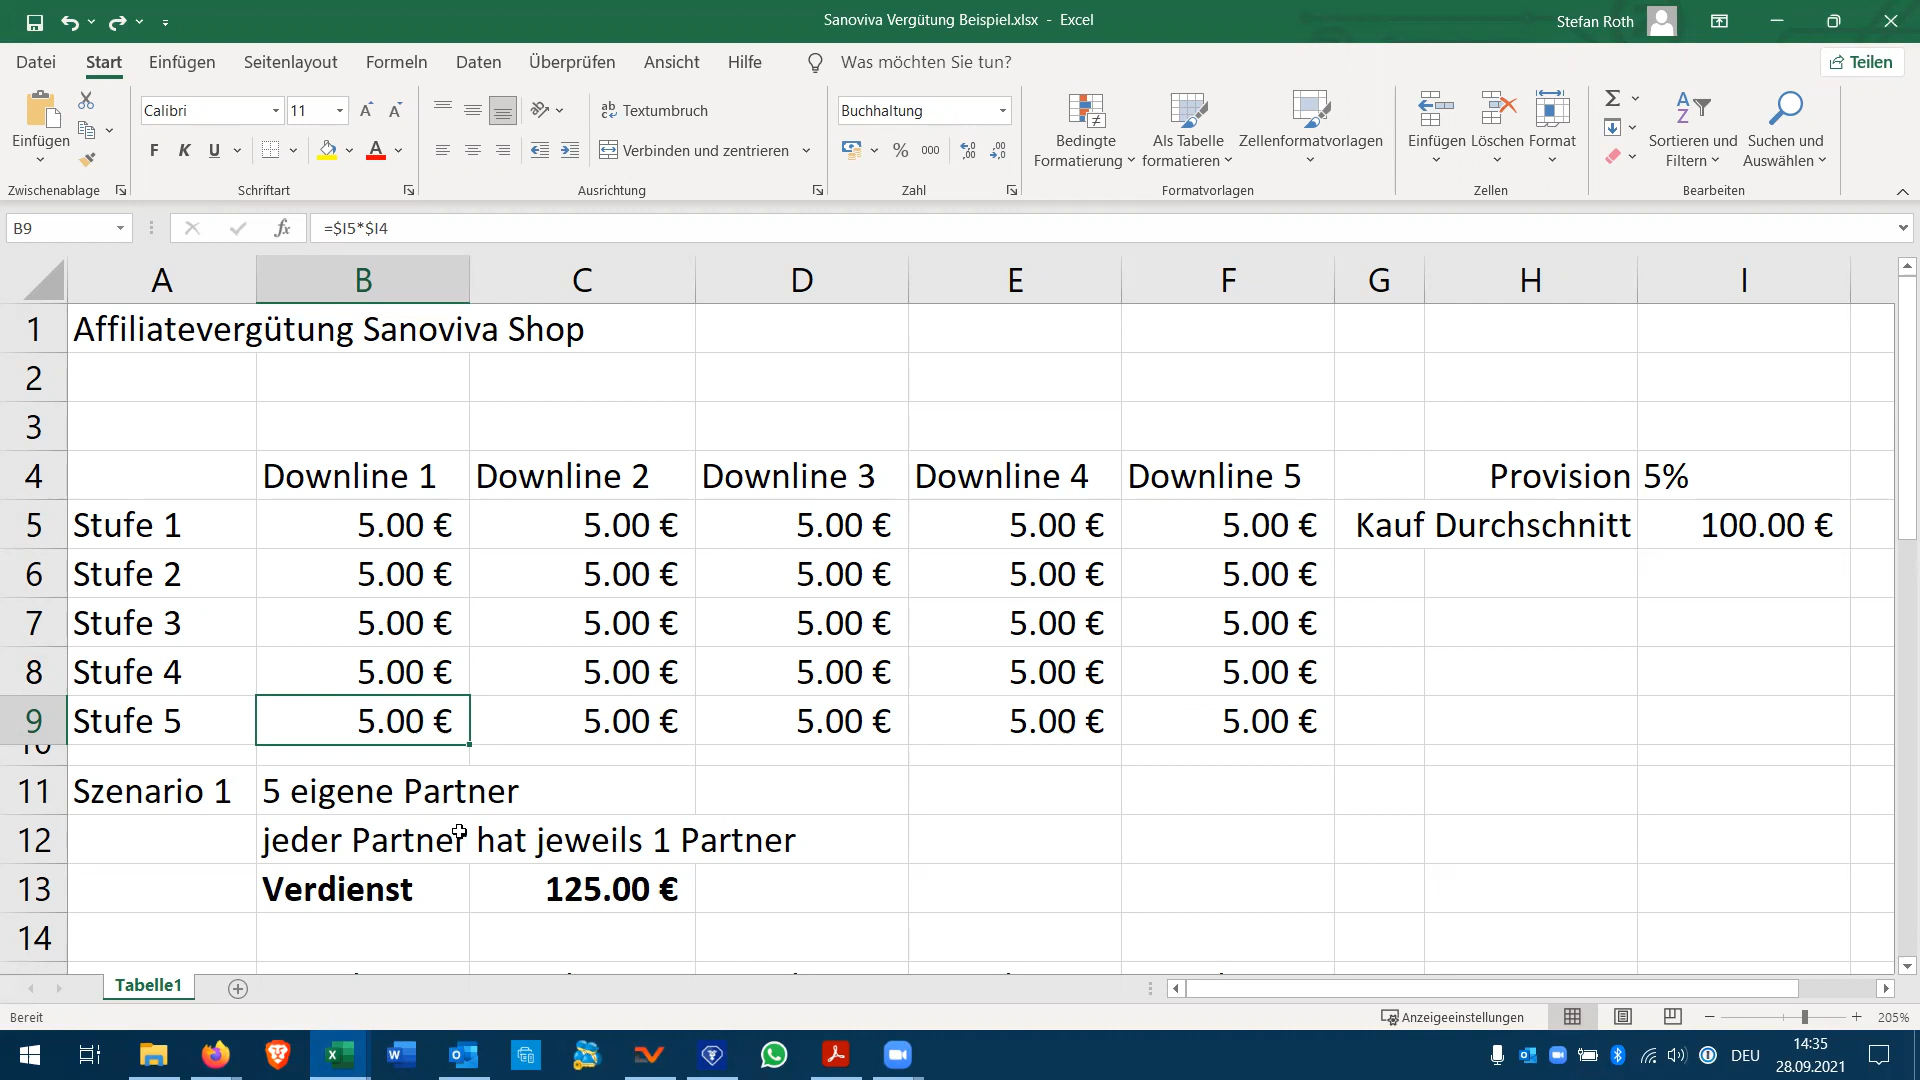 Sanoviva Vergütung Beispiel.xlsx - Excel
Stefan Roth
Datei Start Einfügen Seitenlayout Formeln Daten Überprüfen Ansicht Hilfe Was möchten Sie tun? Teilen
Einfügen
Zwischenablage
Calibri 11
F K U
Schriftart
ab Textumbruch
Verbinden und zentrieren
Ausrichtung
Buchhaltung
% 000
Zahl
Bedingte Formatierung
Als Tabelle formatieren
Zellenformatvorlagen
Formatvorlagen
Einfügen Löschen Format
Zellen
Sortieren und Filtern
Suchen und Auswählen
Bearbeiten
B9 fx =$I5*$I4
A B C D E F G H I
1 Affiliatevergütung Sanoviva Shop
2
3
4 Downline 1 Downline 2 Downline 3 Downline 4 Downline 5 Provision 5%
5 Stufe 1 5.00 € 5.00 € 5.00 € 5.00 € 5.00 € Kauf Durchschnitt 100.00 €
6 Stufe 2 5.00 € 5.00 € 5.00 € 5.00 € 5.00 €
7 Stufe 3 5.00 € 5.00 € 5.00 € 5.00 € 5.00 €
8 Stufe 4 5.00 € 5.00 € 5.00 € 5.00 € 5.00 €
9 Stufe 5 5.00 € 5.00 € 5.00 € 5.00 € 5.00 €
10
11 Szenario 1 5 eigene Partner
12 jeder Partner hat jeweils 1 Partner
13 Verdienst 125.00 €
14
Tabelle1
Bereit
Anzeigeeinstellungen
205%
DEU
14:35
28.09.2021